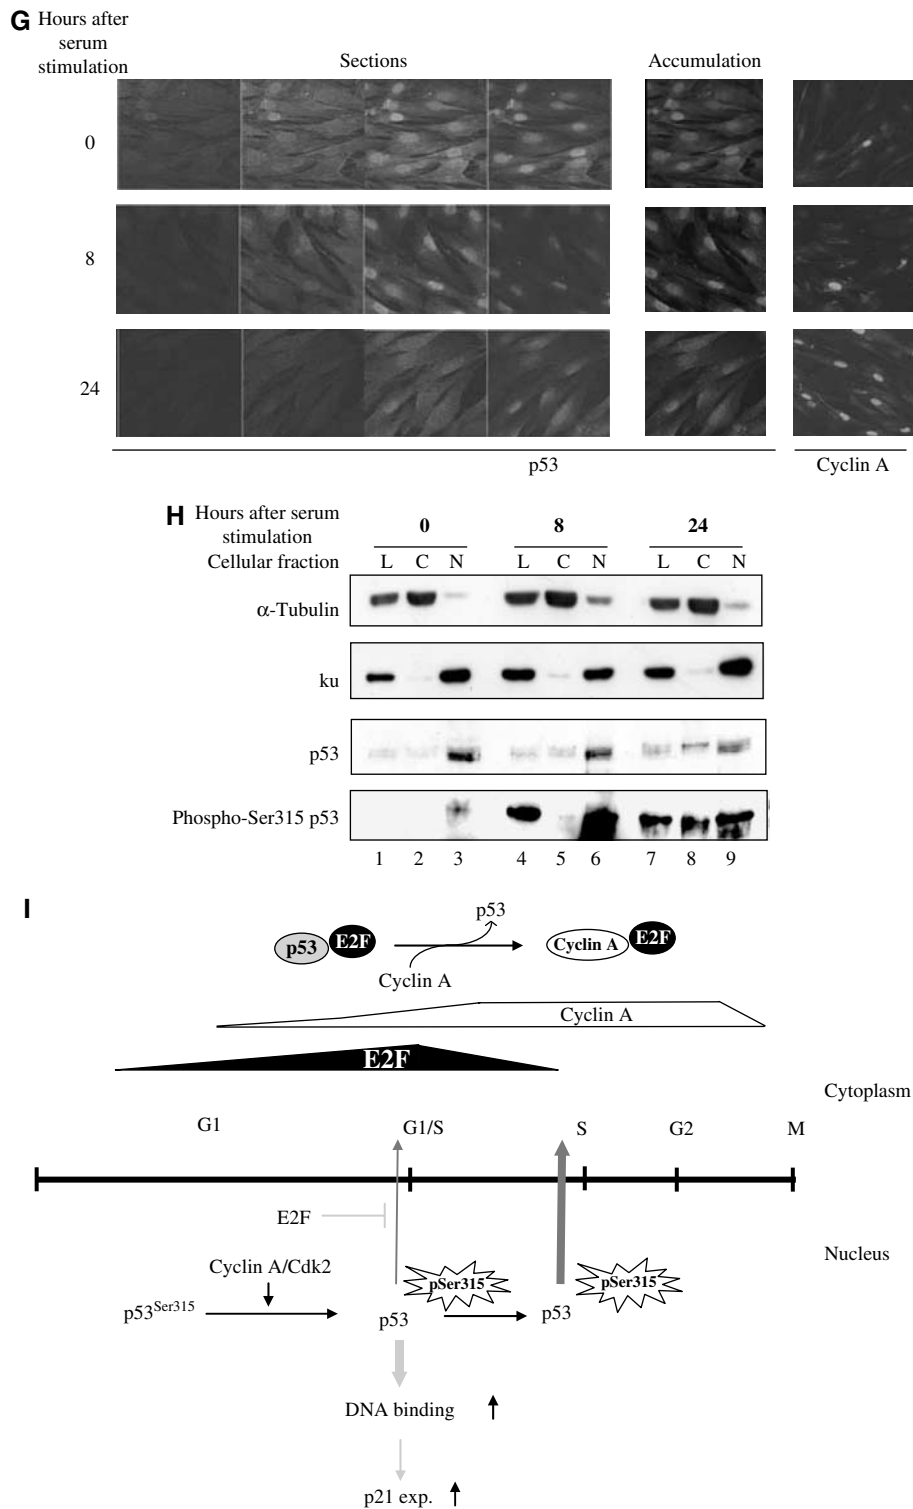 G
Hours after
serum
stimulation
Sections
Accumulation
0
8
24
p53
Cyclin A
H
Hours after serum
stimulation
0 8 24
Cellular fraction
L C N L C N L C N
α-Tubulin
ku
p53
Phospho-Ser315 p53
1 2 3 4 5 6 7 8 9
I
p53
p53 E2F
Cyclin A E2F
Cyclin A
Cyclin A
E2F
Cytoplasm
G1 G1/S S G2 M
E2F
Nucleus
Cyclin A/Cdk2
pSer315 pSer315
p53Ser315 p53 p53
DNA binding
p21 exp.